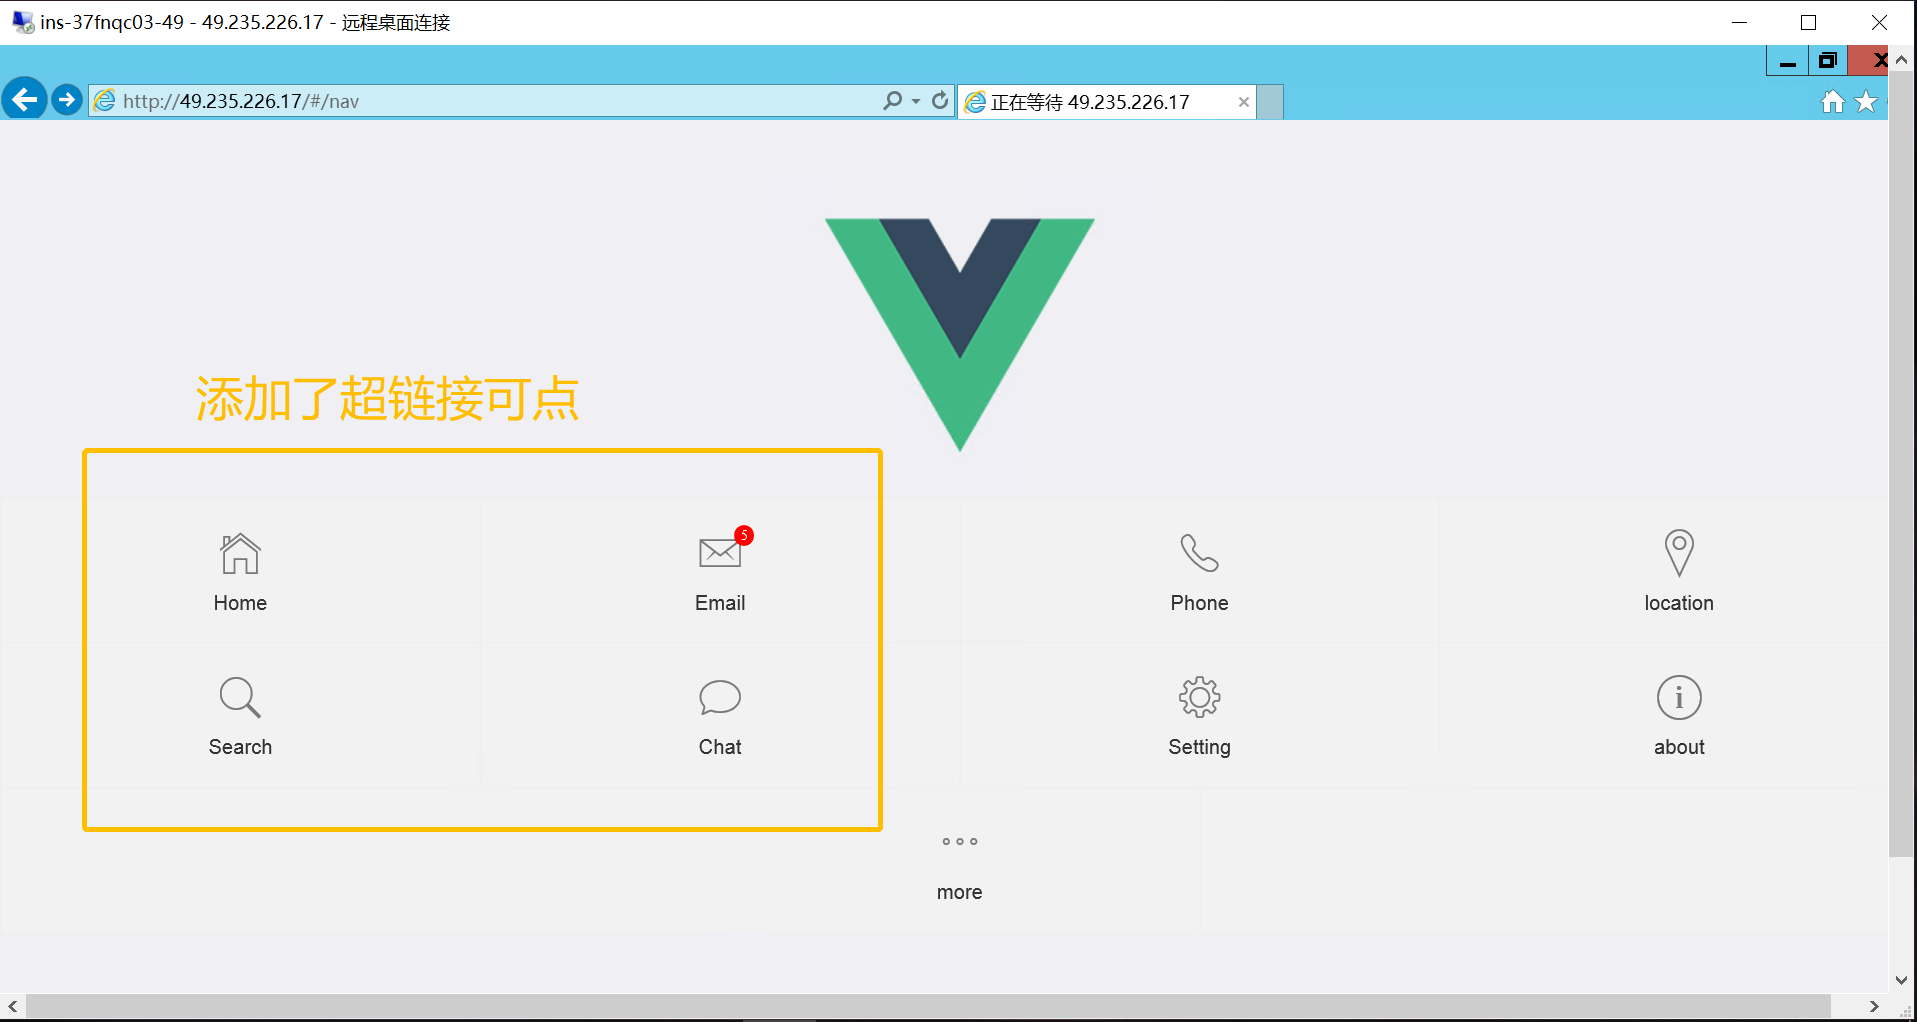 ins-37fnqc03-49 - 49.235.226.17 - 远程桌面连接
http://49.235.226.17/#/nav
正在等待 49.235.226.17
添加了超链接可点
5
Home
Email
Phone
location
Search
Chat
Setting
about
more